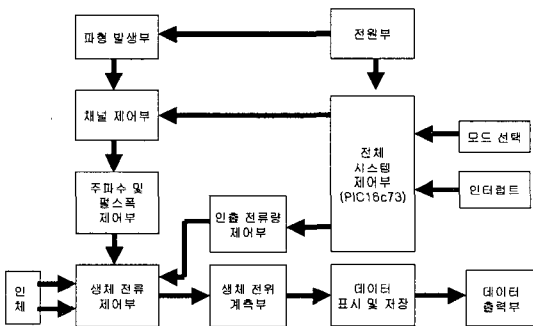 파형 발생부
전원부
채널 제어부
전체
시스템
제어부
(PIC16c73)
모드 선택
인터럽트
주파수 및
펄스폭
제어부
인출 전류량
제어부
인
체
생체 전류
제어부
생체 전위
계측부
데이터
표시 및 저장
데이터
출력부